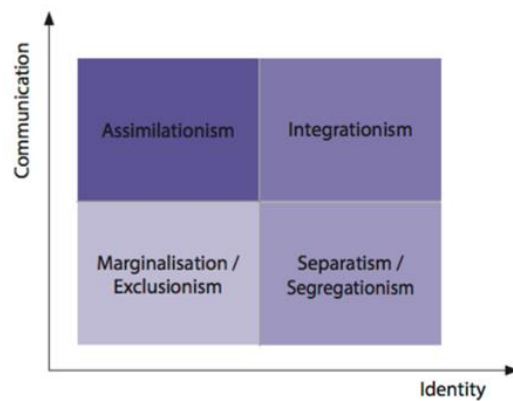 Communication
Assimilationism
Integrationism
Marginalisation /
Exclusionism
Separatism /
Segregationism
Identity